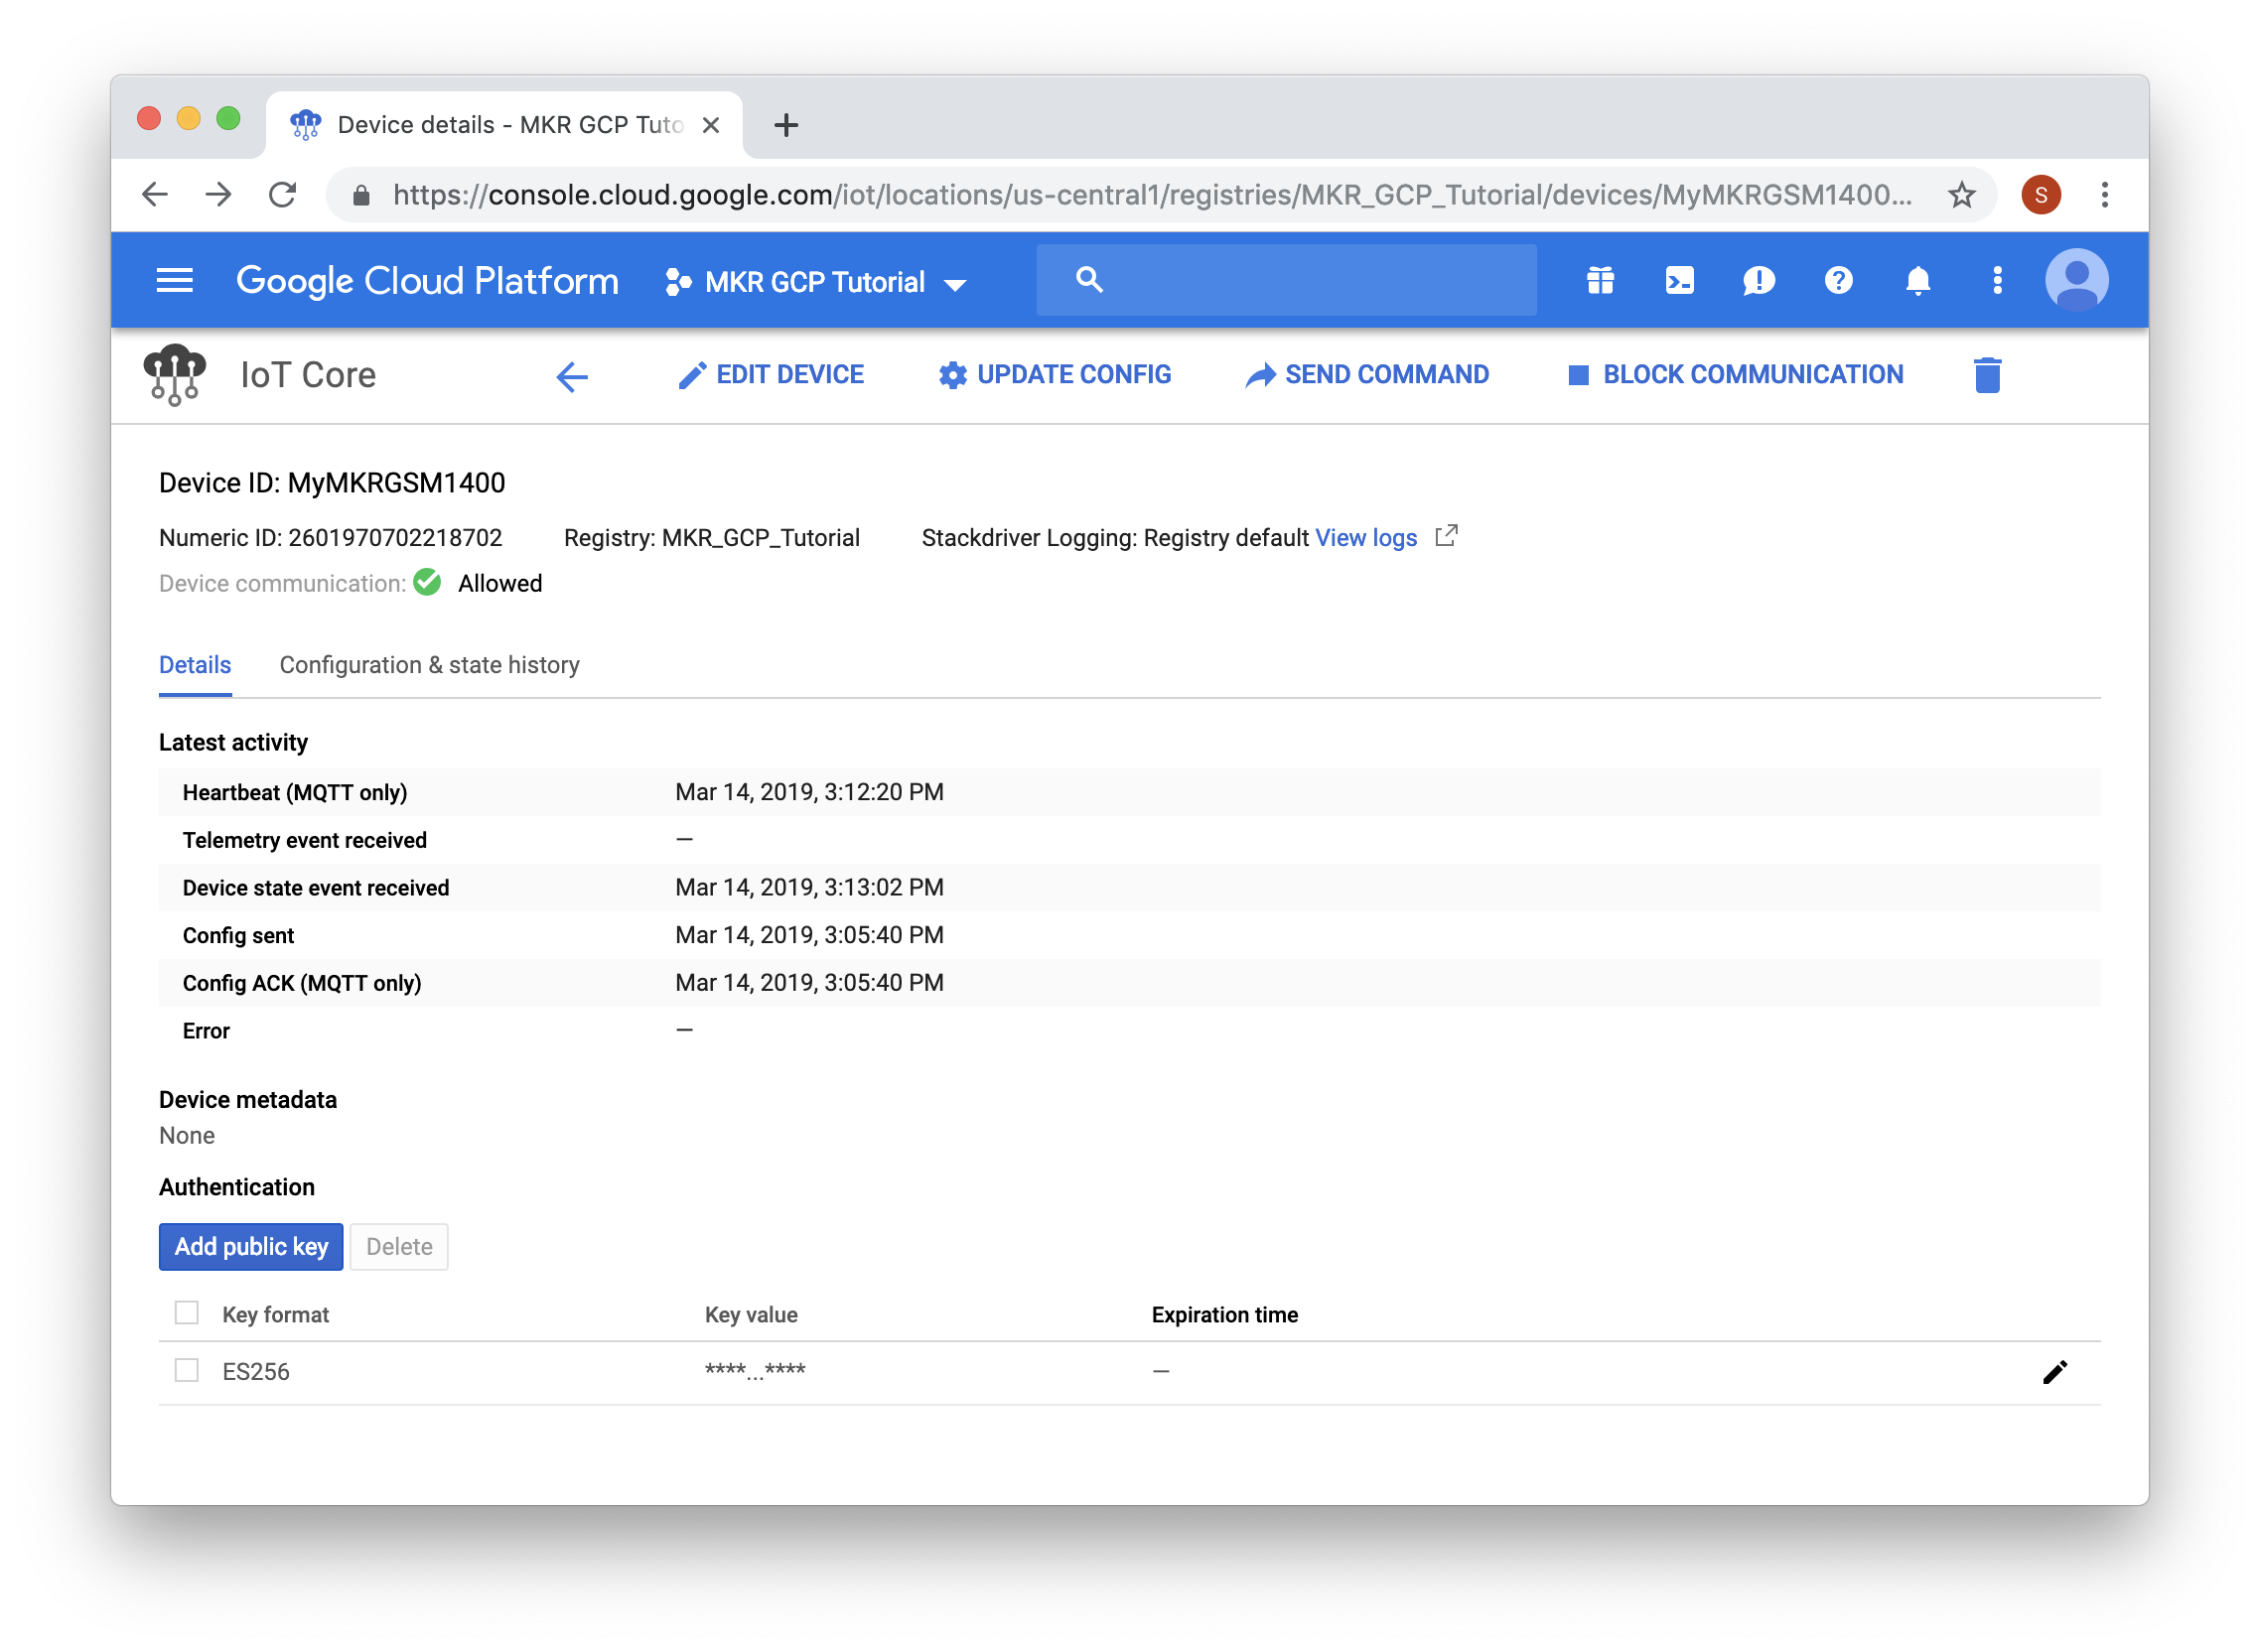 Device details - MKR GCP Tuto
https://console.cloud.google.com/iot/locations/us-central1/registries/MKR_GCP_Tutorial/devices/MyMKRGSM1400...
S
Google Cloud Platform MKR GCP Tutorial
IoT Core EDIT DEVICE UPDATE CONFIG SEND COMMAND BLOCK COMMUNICATION
Device ID: MyMKRGSM1400
Numeric ID: 2601970702218702 Registry: MKR_GCP_Tutorial Stackdriver Logging: Registry default View logs
Device communication: Allowed
Details Configuration & state history
Latest activity
Heartbeat (MQTT only) Mar 14, 2019, 3:12:20 PM
Telemetry event received —
Device state event received Mar 14, 2019, 3:13:02 PM
Config sent Mar 14, 2019, 3:05:40 PM
Config ACK (MQTT only) Mar 14, 2019, 3:05:40 PM
Error —
Device metadata
None
Authentication
Add public key Delete
Key format Key value Expiration time
ES256 ****...**** —